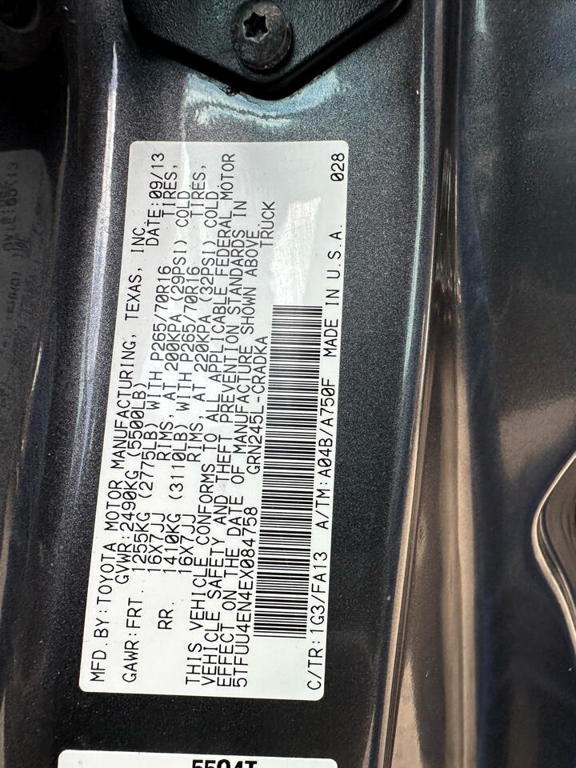 MFD. BY: TOYOTA MOTOR MANUFACTURING, TEXAS, INC.
GVWR: 2490KG (5500LB) DATE: 09/13
GAWR: FRT. 1255KG (2775LB) WITH P265/70R16 TIRES,
16X7JJ RIMS, AT 200KPA (29PSI) COLD
RR. 1410KG (3110LB) WITH P265/70R16 TIRES,
16X7JJ RIMS, AT 220KPA (32PSI) COLD
THIS VEHICLE CONFORMS TO ALL APPLICABLE FEDERAL MOTOR
VEHICLE SAFETY AND THEFT PREVENTION STANDARDS IN
EFFECT ON THE DATE OF MANUFACTURE SHOWN ABOVE.
5TFUU4EN4EX084758 TRUCK
GRN245L-CRADKA
028
C/TR: 1G3/FA13 A/TM: A04B/A750F MADE IN U.S.A.